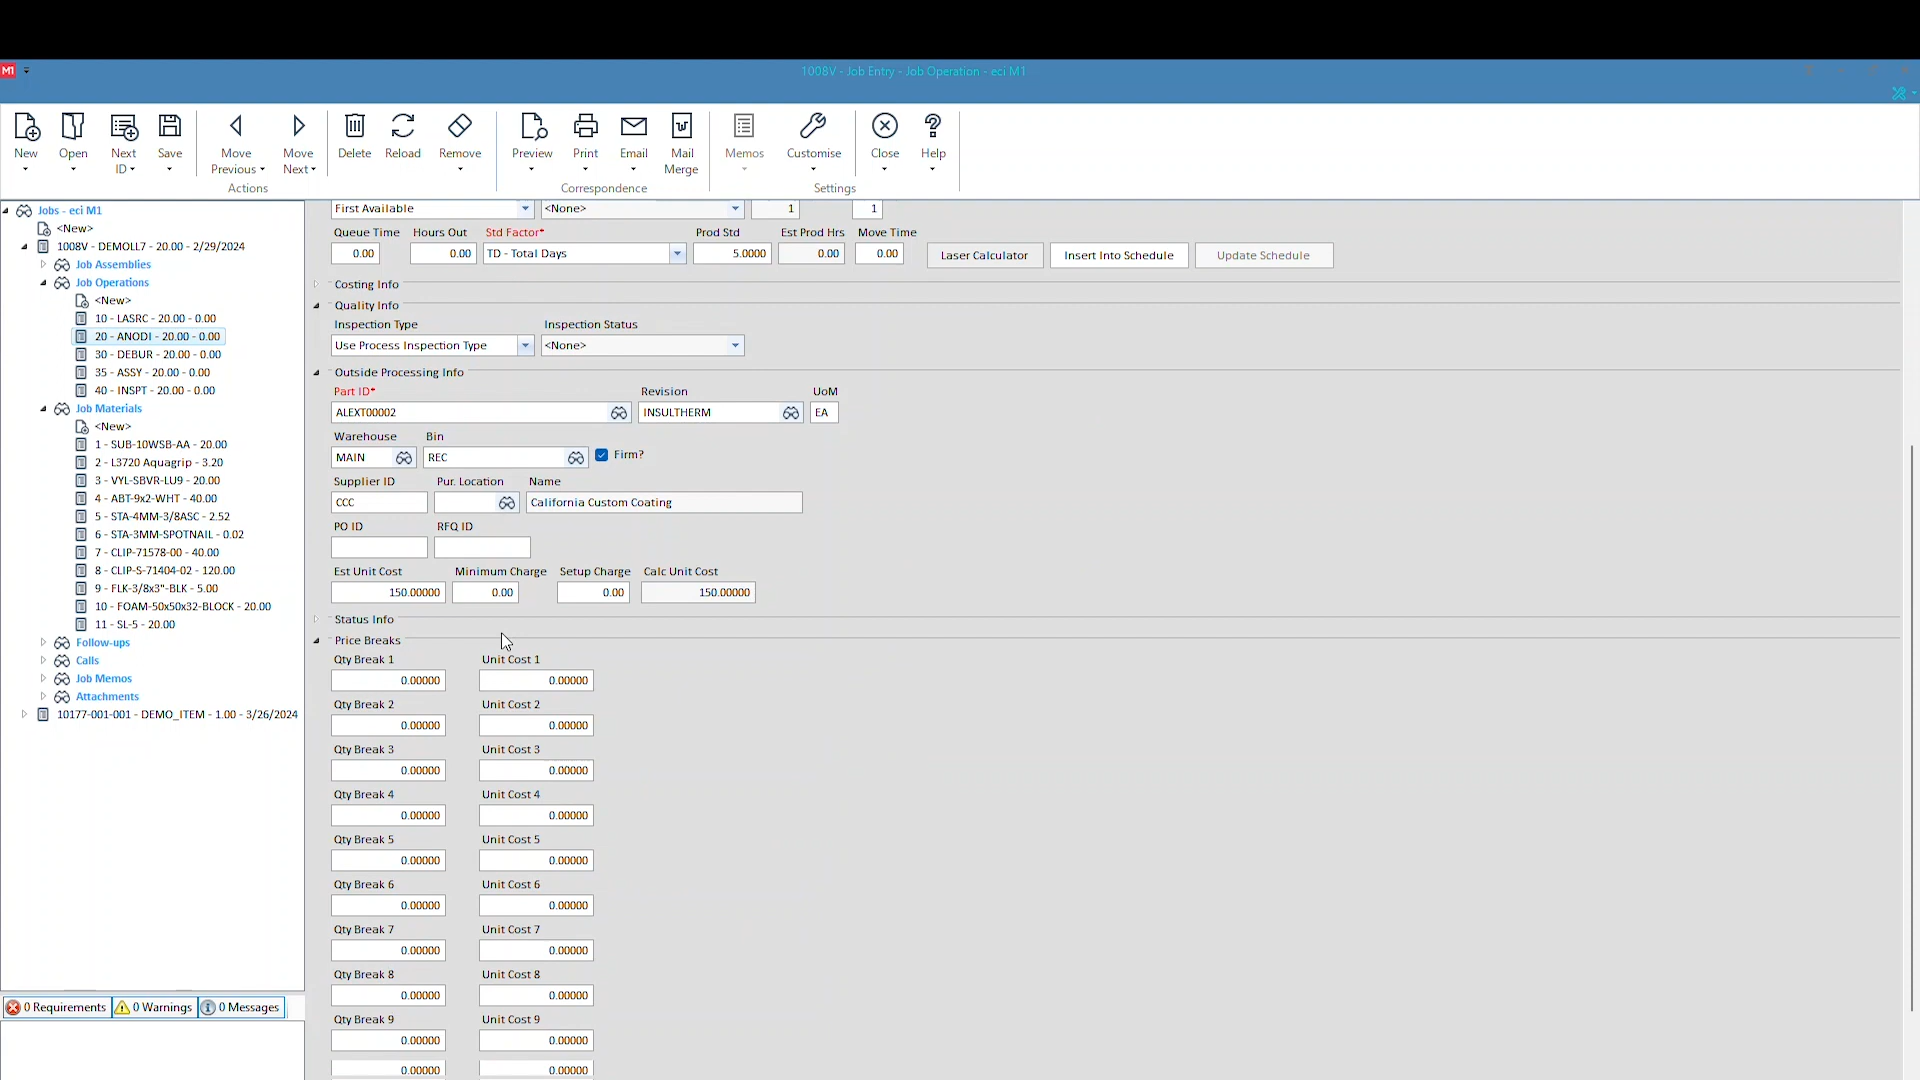 M1
1008V - Job Entry - Job Operation - eci M1
New
Open
Next ID
Save
Move Previous
Move Next
Actions
Delete
Reload
Remove
Preview
Print
Email
Mail Merge
Correspondence
Memos
Customise
Settings
Close
Help
Jobs - eci M1
<New>
1008V - DEMOLL7 - 20.00 - 2/29/2024
Job Assemblies
Job Operations
<New>
10 - LASRC - 20.00 - 0.00
20 - ANODI - 20.00 - 0.00
30 - DEBUR - 20.00 - 0.00
35 - ASSY - 20.00 - 0.00
40 - INSPT - 20.00 - 0.00
Job Materials
<New>
1 - SUB-10WSB-AA - 20.00
2 - L3720 Aquagrip - 3.20
3 - VYL-SBVR-LU9 - 20.00
4 - ABT-9x2-WHT - 40.00
5 - STA-4MM-3/8ASC - 2.52
6 - STA-3MM-SPOTNAIL - 0.02
7 - CLIP-71578-00 - 40.00
8 - CLIP-S-71404-02 - 120.00
9 - FLK-3/8x3"-BLK - 5.00
10 - FOAM-50x50x32-BLOCK - 20.00
11 - SL-5 - 20.00
Follow-ups
Calls
Job Memos
Attachments
10177-001-001 - DEMO_ITEM - 1.00 - 3/26/2024
0 Requirements
0 Warnings
0 Messages
First Available <None> 1 1
Queue Time Hours Out Std Factor* Prod Std Est Prod Hrs Move Time
0.00 0.00 TD - Total Days 5.0000 0.00 0.00 Laser Calculator Insert Into Schedule Update Schedule
Costing Info
Quality Info
Inspection Type Inspection Status
Use Process Inspection Type <None>
Outside Processing Info
Part ID* Revision UoM
ALEXT00002 INSULTHERM EA
Warehouse Bin
MAIN REC Firm?
Supplier ID Pur. Location Name
CCC California Custom Coating
PO ID RFQ ID
Est Unit Cost Minimum Charge Setup Charge Calc Unit Cost
150.00000 0.00 0.00 150.00000
Status Info
Price Breaks
Qty Break 1 Unit Cost 1
0.00000 0.00000
Qty Break 2 Unit Cost 2
0.00000 0.00000
Qty Break 3 Unit Cost 3
0.00000 0.00000
Qty Break 4 Unit Cost 4
0.00000 0.00000
Qty Break 5 Unit Cost 5
0.00000 0.00000
Qty Break 6 Unit Cost 6
0.00000 0.00000
Qty Break 7 Unit Cost 7
0.00000 0.00000
Qty Break 8 Unit Cost 8
0.00000 0.00000
Qty Break 9 Unit Cost 9
0.00000 0.00000
0.00000 0.00000